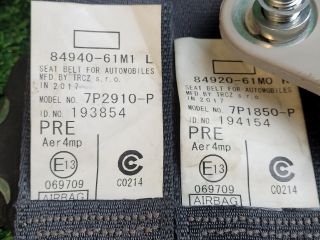 84940-61M1 L
SEAT BELT FOR AUTOMOBILES
MFD BY TRCZ s.r.o.
IN 2017
MODEL NO. 7P2910-P
ID.NO. 193854
PRE
Aer4mp
E13
069709
C0214
AIRBAG
84920-61M0 R
SEAT BELT FOR AUTOMOBILES
MFD BY TRCZ s.r.o.
IN 2017
MODEL NO. 7P1850-P
ID.NO. 194154
PRE
Aer4mp
E13
069709
C0214
AIRBAG